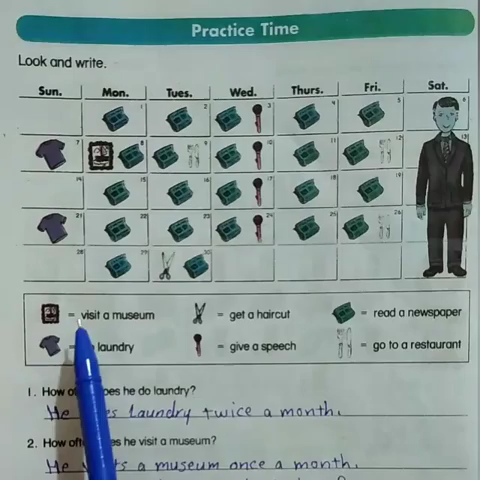 Practice Time
Look and write.
Sun. Mon. Tues. Wed. Thurs. Fri. Sat.
1 2 3 4 5 6
7 8 9 10 11 12 13
14 15 16 17 18 19
21 22 23 24 25 26
28 29 30
= visit a museum = get a haircut = read a newspaper
= laundry = give a speech = go to a restaurant
1. How does he do laundry?
He laundry twice a month.
2. How he visit a museum?
He a museum once a month.